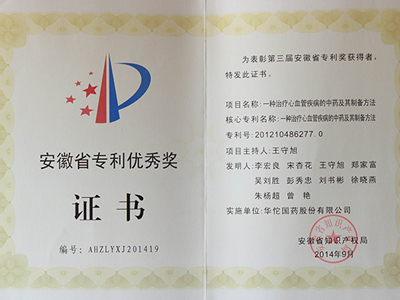 安徽省专利优秀奖
证书
编号：AHZLYXJ201419
为表彰第三届安徽省专利奖获得者，
特发此证书。
项目名称：一种治疗心血管疾病的中药及其制备方法
核心专利名称：一种治疗心血管疾病的中药及其制备方法
专利号：201210486277.0
项目主持人：王守旭
发明人：李宏良 宋杏花 王守旭 郑家富
吴刘胜 彭秀忠 刘书彬 徐晓燕
朱杨超 曾艳
实施单位：华佗国药股份有限公司
安徽省知识产权局
2014年9月